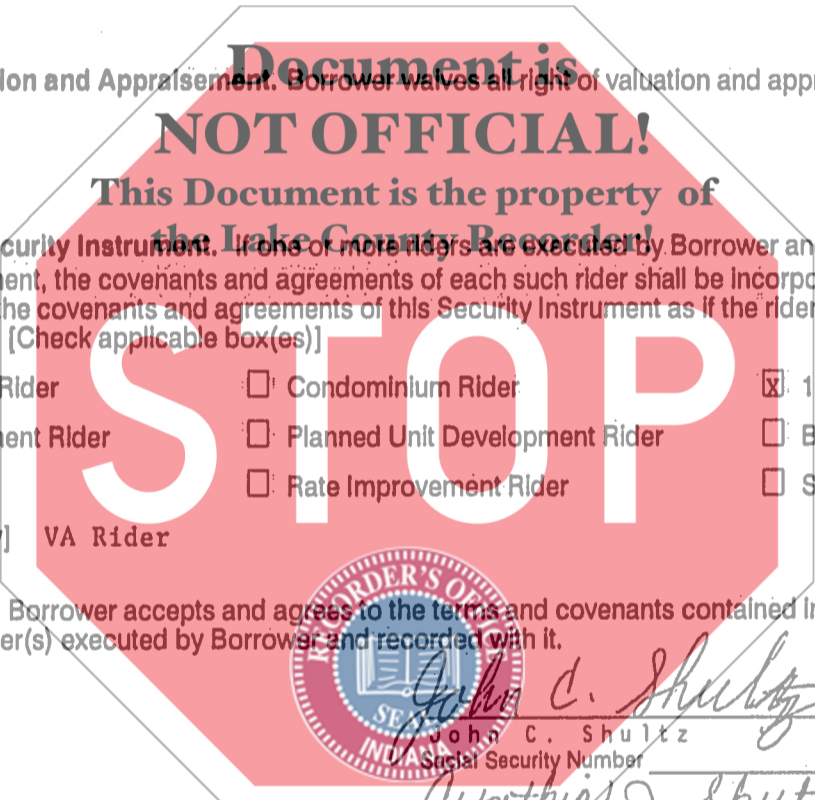 Document is
ion and Appraisement. Borrower waives all right of valuation and appr
NOT OFFICIAL!
This Document is the property of
the Lake County Recorder!
curity Instrument. If one or more riders are executed by Borrower an
ent, the covenants and agreements of each such rider shall be incorpo
he covenants and agreements of this Security Instrument as if the rider
[Check applicable box(es)]
STOP
Rider Condominium Rider X 1
ent Rider Planned Unit Development Rider B
Rate Improvement Rider S
] VA Rider
RECORDER'S OFFICE
Borrower accepts and agrees to the terms and covenants contained in
er(s) executed by Borrower and recorded with it.
John C. Shultz
SEAL
John C. Shultz
INDIANA
Social Security Number